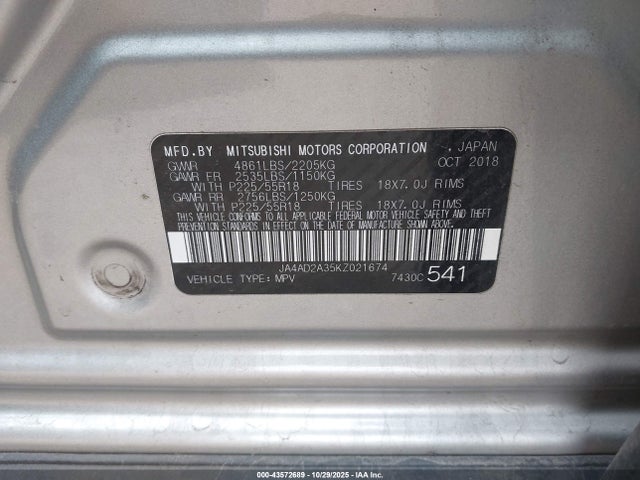 MFD.BY MITSUBISHI MOTORS CORPORATION , JAPAN
GVWR 4861LBS/2205KG OCT 2018
GAWR FR 2535LBS/1150KG
WITH P225/55R18 TIRES 18X7.0J RIMS
GAWR RR 2756LBS/1250KG
WITH P225/55R18 TIRES 18X7.0J RIMS
THIS VEHICLE CONFORMS TO ALL APPLICABLE FEDERAL MOTOR VEHICLE SAFETY AND THEFT
PREVENTION STANDARDS IN EFFECT ON THE DATE OF MANUFACTURE SHOWN ABOVE.
JA4AD2A35KZ021674
VEHICLE TYPE: MPV 7430C 541
000-43572689 - 10/29/2025 - IAAI.COM